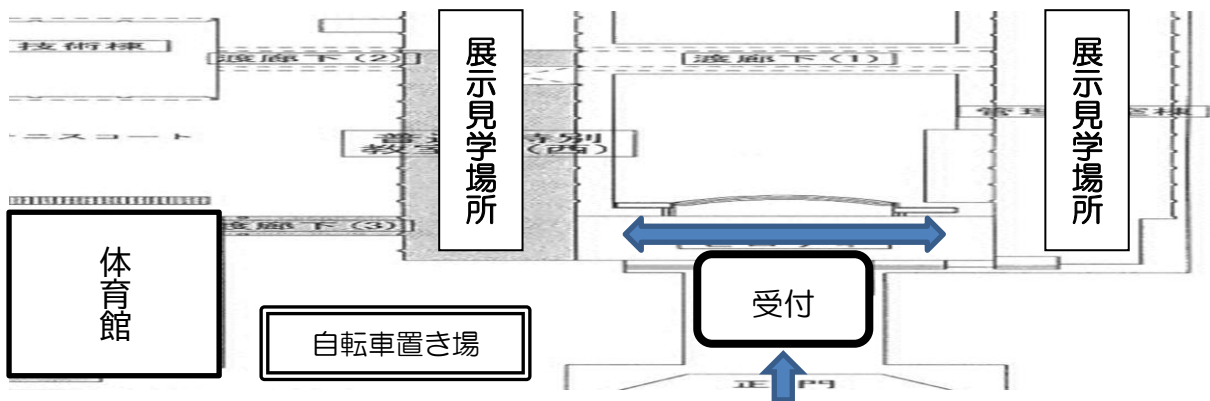 技術棟
渡廊下(2)
展示見学場所
渡廊下(1)
展示見学場所
テニスコート
渡廊下(3)
体育館
自転車置き場
受付
正門